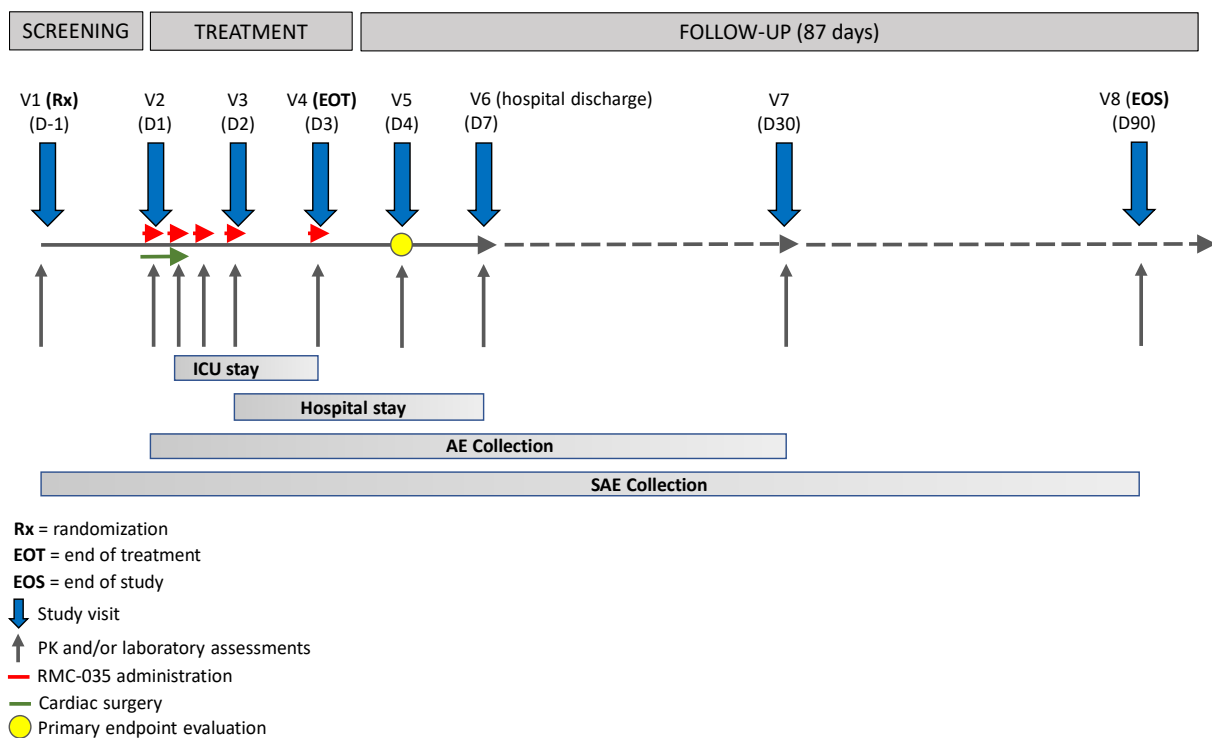 SCREENING
TREATMENT
FOLLOW-UP (87 days)
V1 (Rx)
(D-1)
V2
(D1)
V3
(D2)
V4 (EOT)
(D3)
V5
(D4)
V6 (hospital discharge)
(D7)
V7
(D30)
V8 (EOS)
(D90)
ICU stay
Hospital stay
AE Collection
SAE Collection
Rx = randomization
EOT = end of treatment
EOS = end of study
Study visit
PK and/or laboratory assessments
RMC-035 administration
Cardiac surgery
Primary endpoint evaluation